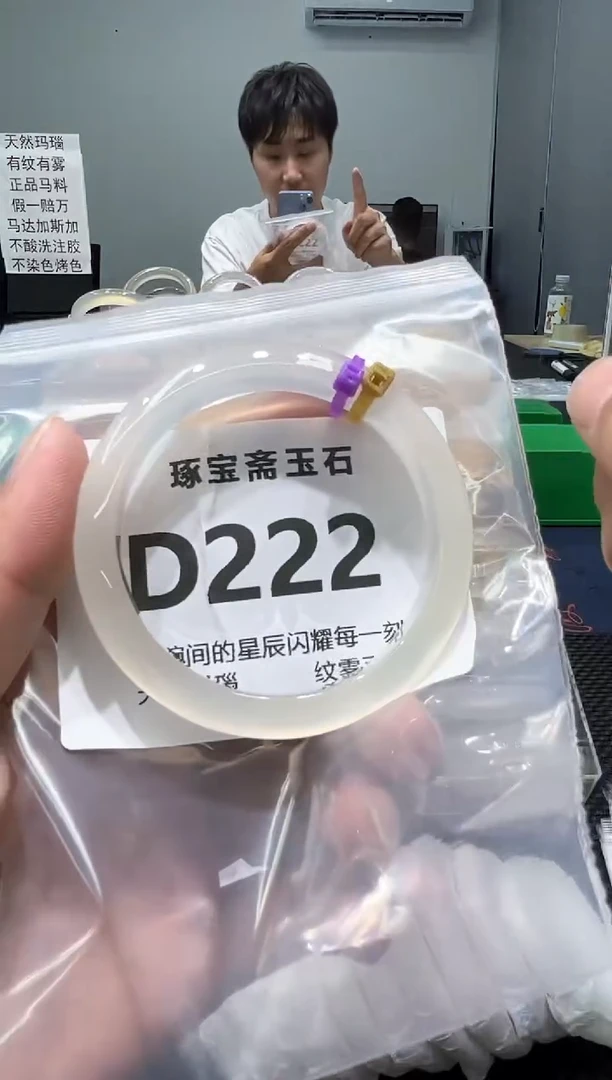 天然玛瑙
有纹有雾
正品马料
假一赔万
马达加斯加
不酸洗注胶
不染色烤色
琢宝斋玉石
D222
腕间的星辰闪耀每一刻
瑙
纹雾